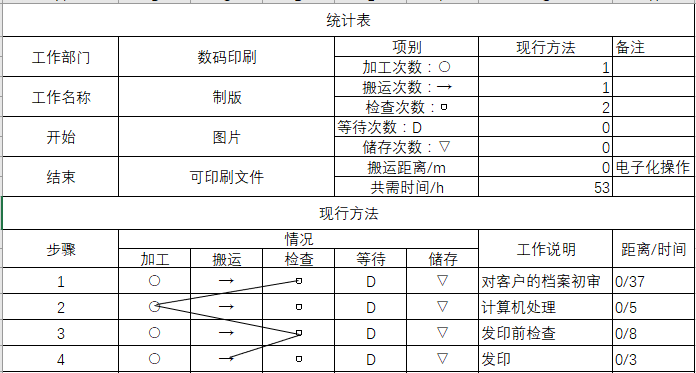 统计表
工作部门 数码印刷 项别 现行方法 备注
加工次数：○ 1
工作名称 制版 搬运次数：→ 1
检查次数：▫ 2
开始 图片 等待次数：D 0
储存次数：▽ 0
结束 可印刷文件 搬运距离/m 0 电子化操作
共需时间/h 53
现行方法
步骤 情况 工作说明 距离/时间
加工 搬运 检查 等待 储存
1 ○ → ▫ D ▽ 对客户的档案初审 0/37
2 ○ → ▫ D ▽ 计算机处理 0/5
3 ○ → ▫ D ▽ 发印前检查 0/8
4 ○ → ▫ D ▽ 发印 0/3